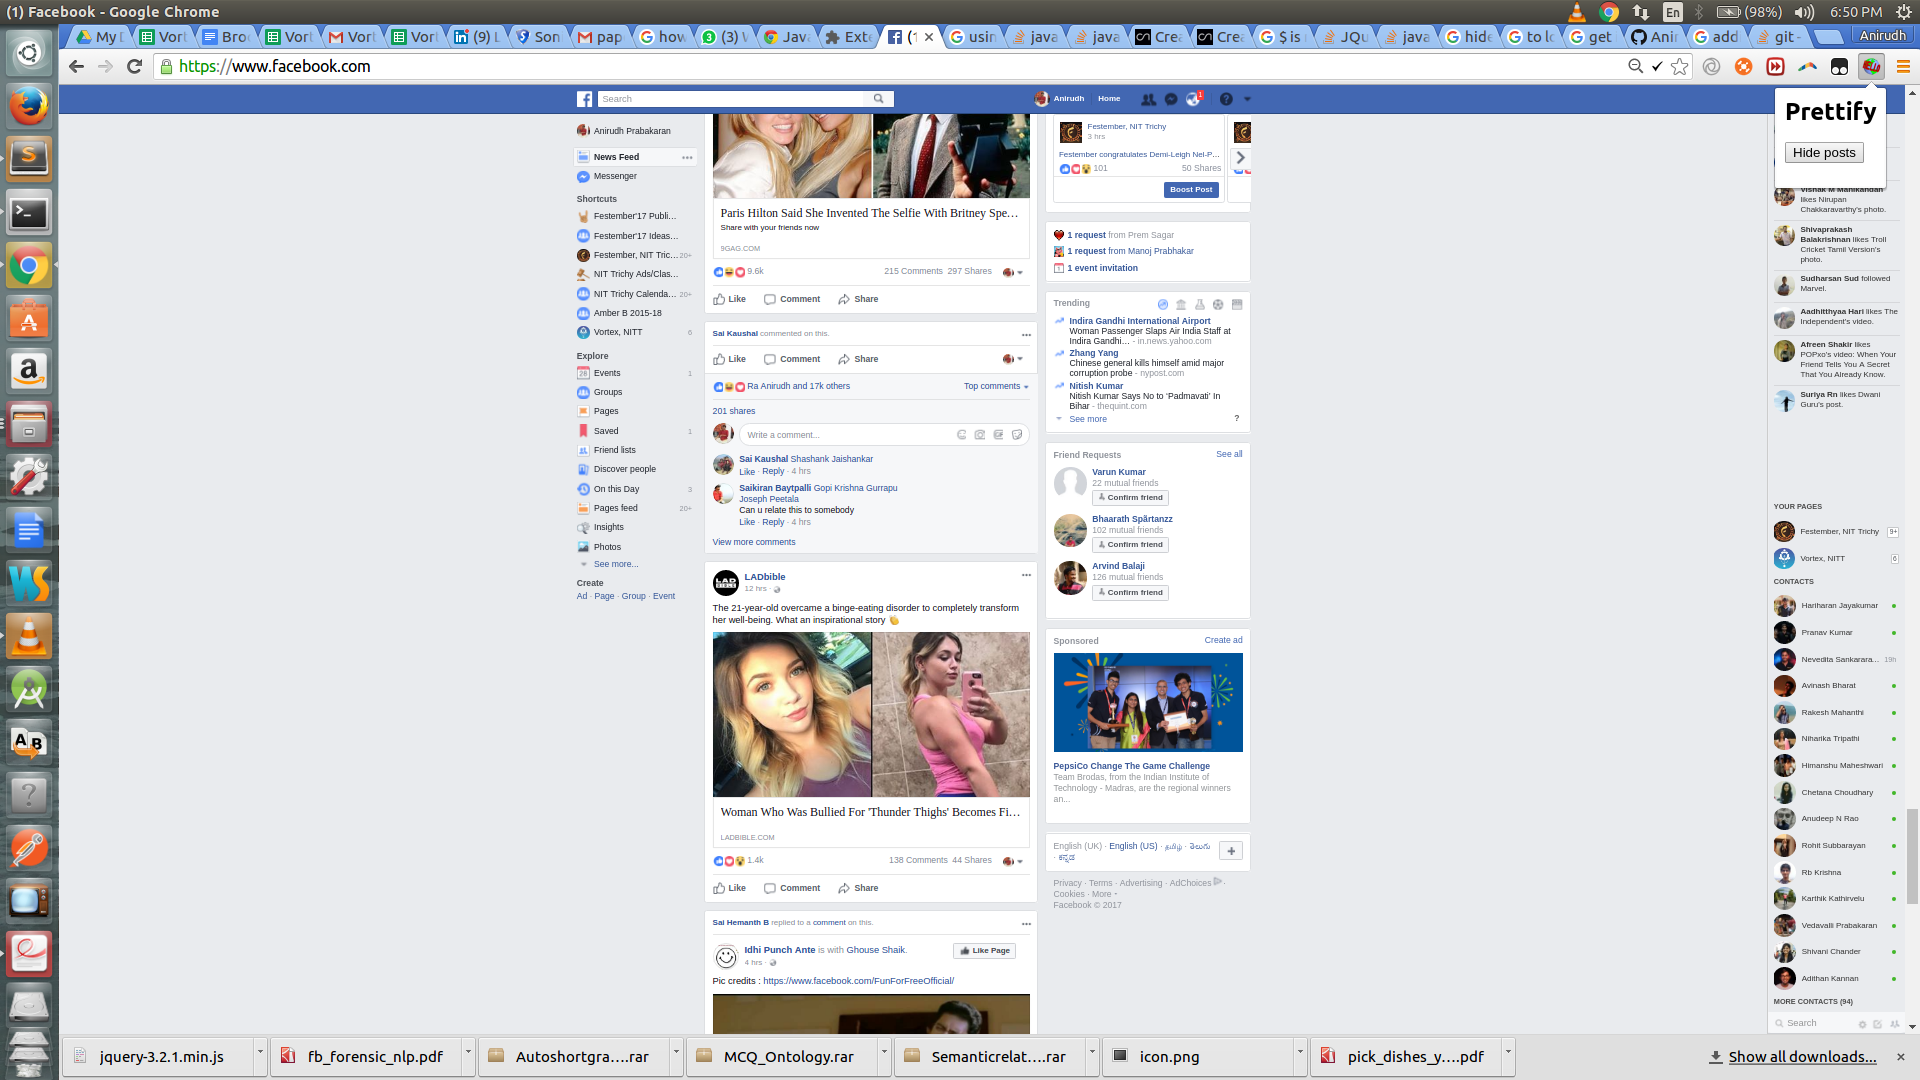 (1) Facebook - Google Chrome
En
(98%)
6:50 PM
My D
Vort
Broc
Vort
Vort
Vort
(9) L
Son
pap
how
(3) W
Java
Exte
(1
usin
java
java
Crea
Crea
$ is
JQu
java
hide
to lo
get
Anir
add
git -
Anirudh
https://www.facebook.com
Search
Anirudh
Home
1
Prettify
Hide posts
Anirudh Prabakaran
News Feed
Messenger
Shortcuts
Festember'17 Publi...
Festember'17 Ideas...
Festember, NIT Tric... 20+
NIT Trichy Ads/Clas...
NIT Trichy Calenda... 20+
Amber B 2015-18
Vortex, NITT 6
Explore
Events 1
Groups
Pages
Saved 1
Friend lists
Discover people
On this Day 3
Pages feed 20+
Insights
Photos
See more...
Create
Ad · Page · Group · Event
Paris Hilton Said She Invented The Selfie With Britney Spe...
Share with your friends now
9GAG.COM
9.6k
215 Comments 297 Shares
Like Comment Share
Sai Kaushal commented on this.
Like Comment Share
Ra Anirudh and 17k others
Top comments
201 shares
Write a comment...
Sai Kaushal Shashank Jaishankar
Like · Reply · 4 hrs
Saikiran Baytpalli Gopi Krishna Gurrapu
Joseph Peetala
Can u relate this to somebody
Like · Reply · 4 hrs
View more comments
LADbible
12 hrs ·
The 21-year-old overcame a binge-eating disorder to completely transform
her well-being. What an inspirational story
Woman Who Was Bullied For 'Thunder Thighs' Becomes Fi...
LADBIBLE.COM
1.4k
138 Comments 44 Shares
Like Comment Share
Sai Hemanth B replied to a comment on this.
Idhi Punch Ante is with Ghouse Shaik.
4 hrs ·
Like Page
Pic credits : https://www.facebook.com/FunForFreeOfficial/
Festember, NIT Trichy
3 hrs
Festember congratulates Demi-Leigh Nel-P...
101
50 Shares
Boost Post
1 request from Prem Sagar
1 request from Manoj Prabhakar
1 event invitation
Trending
Indira Gandhi International Airport
Woman Passenger Slaps Air India Staff at
Indira Gandhi... - in.news.yahoo.com
Zhang Yang
Chinese general kills himself amid major
corruption probe - nypost.com
Nitish Kumar
Nitish Kumar Says No to 'Padmavati' In
Bihar - thequint.com
See more
?
Friend Requests
See all
Varun Kumar
22 mutual friends
Confirm friend
Bhaarath Spãrtanzz
102 mutual friends
Confirm friend
Arvind Balaji
126 mutual friends
Confirm friend
Sponsored
Create ad
PepsiCo Change The Game Challenge
Team Brodas, from the Indian Institute of
Technology - Madras, are the regional winners
an...
English (UK) · English (US) · தமிழ் · తెలుగు
· ಕನ್ನಡ
Privacy · Terms · Advertising · AdChoices ·
Cookies · More
Facebook © 2017
Vishak M Manikandan
likes Nirupan
Chakkaravarthy's photo.
Shivaprakash
Balakrishnan likes Troll
Cricket Tamil Version's
photo.
Sudharsan Sud followed
Marvel.
Aadhitthyaa Hari likes The
Independent's video.
Afreen Shakir likes
POPxo's video: When Your
Friend Tells You A Secret
That You Already Know.
Suriya Rn likes Dwani
Guru's post.
YOUR PAGES
Festember, NIT Trichy 9+
Vortex, NITT 6
CONTACTS
Hariharan Jayakumar
Pranav Kumar
Nevedita Sankarara... 19h
Avinash Bharat
Rakesh Mahanthi
Niharika Tripathi
Himanshu Maheshwari
Chetana Choudhary
Anudeep N Rao
Rohit Subbarayan
Rb Krishna
Karthik Kathirvelu
Vedavalli Prabakaran
Shivani Chander
Adithan Kannan
MORE CONTACTS (94)
Search
jquery-3.2.1.min.js
fb_forensic_nlp.pdf
Autoshortgra....rar
MCQ_Ontology.rar
Semanticrelat....rar
icon.png
pick_dishes_y....pdf
Show all downloads...